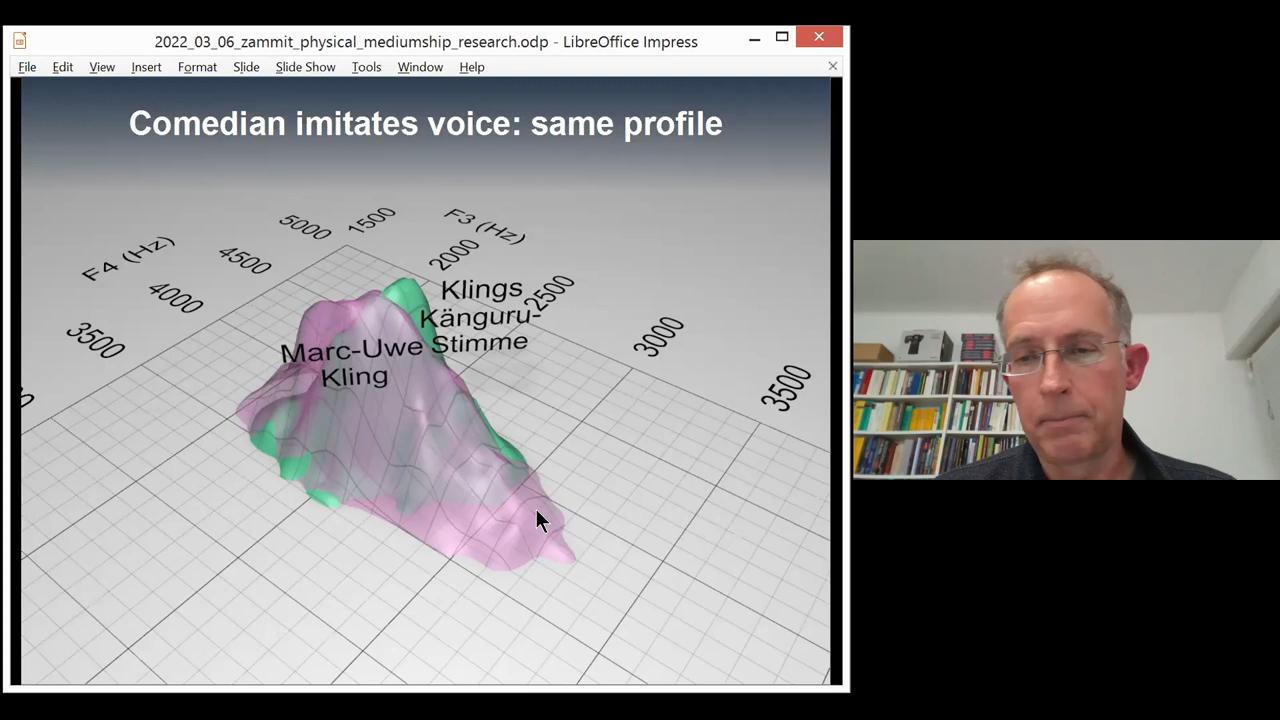 2022_03_06_zammit_physical_mediumship_research.odp - LibreOffice Impress
File Edit View Insert Format Slide Slide Show Tools Window Help
Comedian imitates voice: same profile
5000
1500
F3 (Hz)
F4 (Hz)
4500
2000
4000
2500
3500
3000
3500
Klings
Känguru-
Stimme
Marc-Uwe
Kling